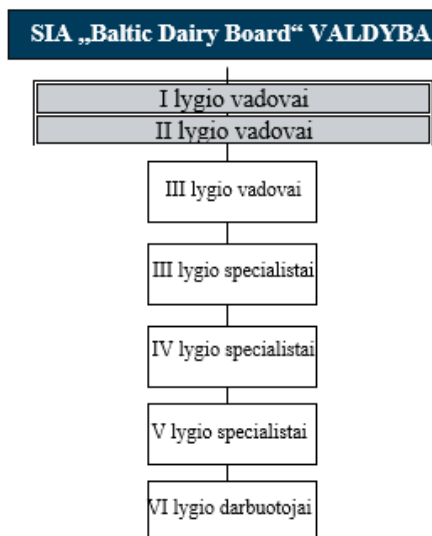 SIA „Baltic Dairy Board“ VALDYBA
I lygio vadovai
II lygio vadovai
III lygio vadovai
III lygio specialistai
IV lygio specialistai
V lygio specialistai
VI lygio darbuotojai